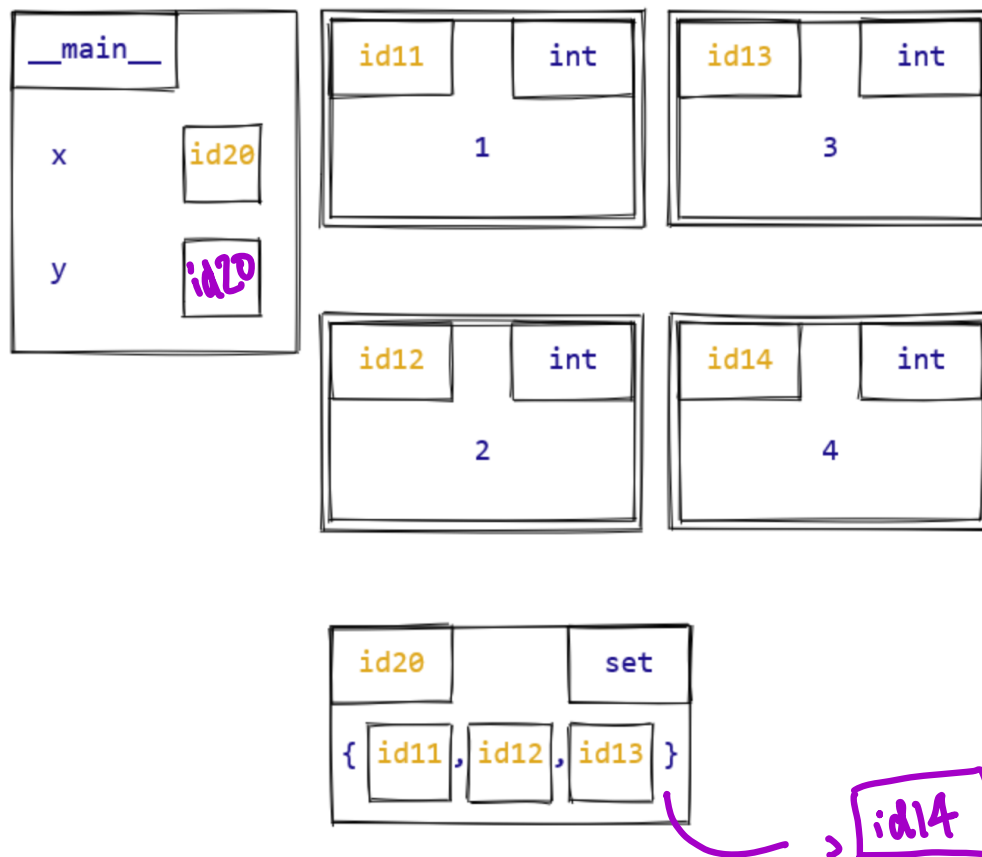 __main__
x id20
y id20
id11 int
1
id13 int
3
id12 int
2
id14 int
4
id20 set
{ id11, id12, id13 }
, id14